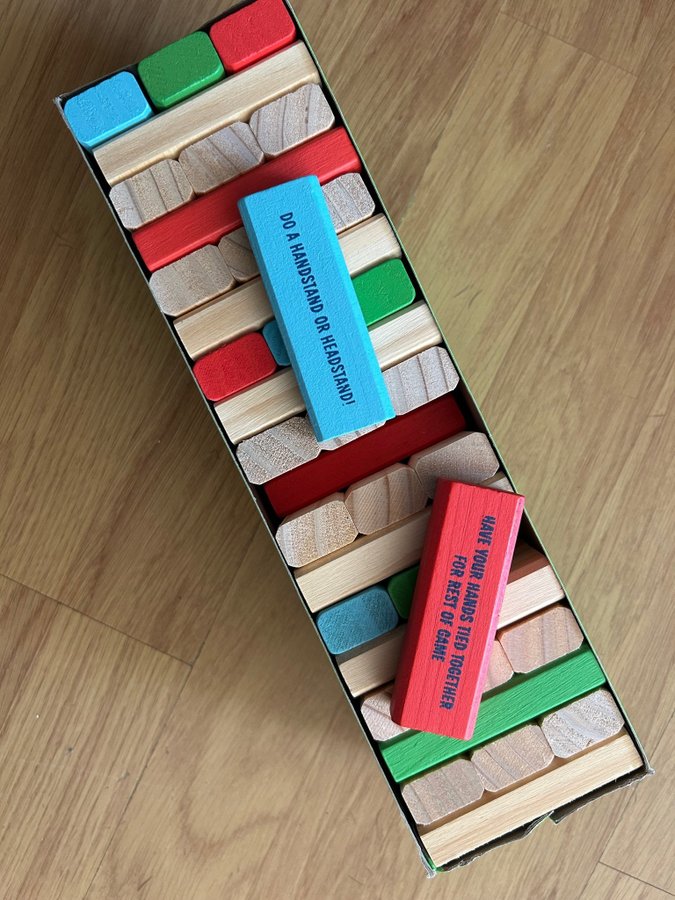 DO A HANDSTAND OR HEADSTAND!
HAVE YOUR HANDS TIED TOGETHER
FOR REST OF GAME